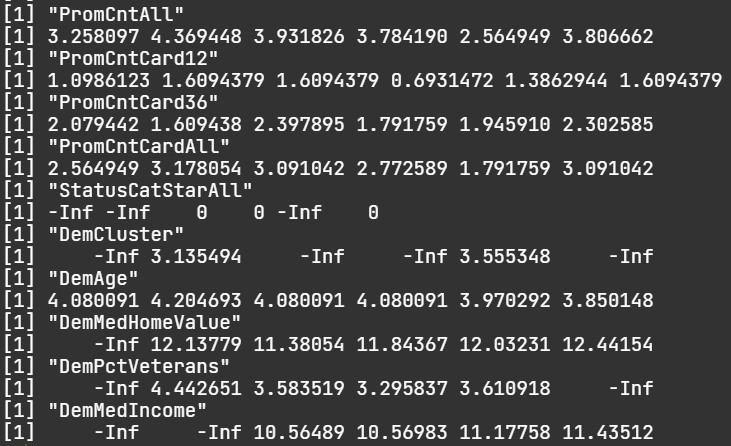 [1] "PromCntAll"
[1] 3.258097 4.369448 3.931826 3.784190 2.564949 3.806662
[1] "PromCntCard12"
[1] 1.0986123 1.6094379 1.6094379 0.6931472 1.3862944 1.6094379
[1] "PromCntCard36"
[1] 2.079442 1.609438 2.397895 1.791759 1.945910 2.302585
[1] "PromCntCardAll"
[1] 2.564949 3.178054 3.091042 2.772589 1.791759 3.091042
[1] "StatusCatStarAll"
[1] -Inf -Inf    0    0 -Inf    0
[1] "DemCluster"
[1]     -Inf 3.135494     -Inf     -Inf 3.555348     -Inf
[1] "DemAge"
[1] 4.080091 4.204693 4.080091 4.080091 3.970292 3.850148
[1] "DemMedHomeValue"
[1]     -Inf 12.13779 11.38054 11.84367 12.03231 12.44154
[1] "DemPctVeterans"
[1]     -Inf 4.442651 3.583519 3.295837 3.610918     -Inf
[1] "DemMedIncome"
[1]     -Inf     -Inf 10.56489 10.56983 11.17758 11.43512